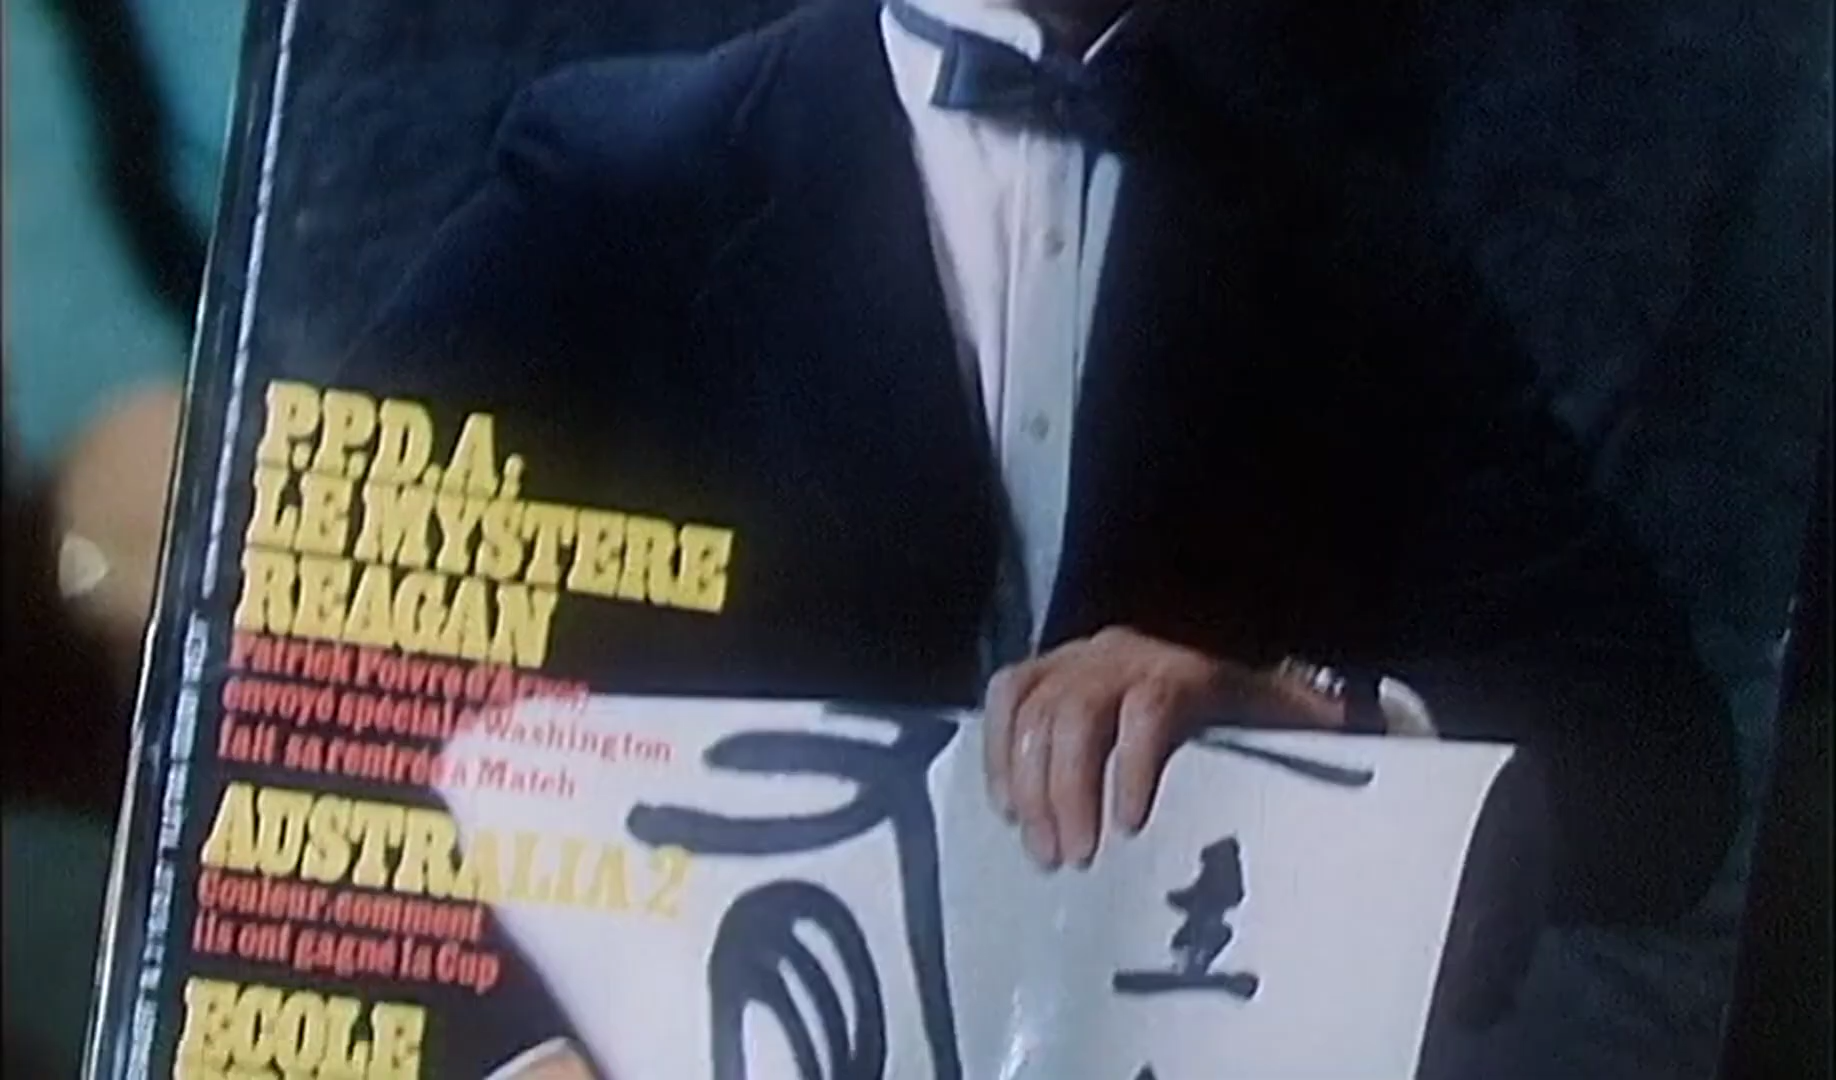 P.P.D.A:
LE MYSTERE
REAGAN
Patrick Poivre d'Arvor,
envoyé spécial à Washington
fait sa rentrée à Match
AUSTRALIA 2
Couleur. comment
ils ont gagné la Cup
ECOLE